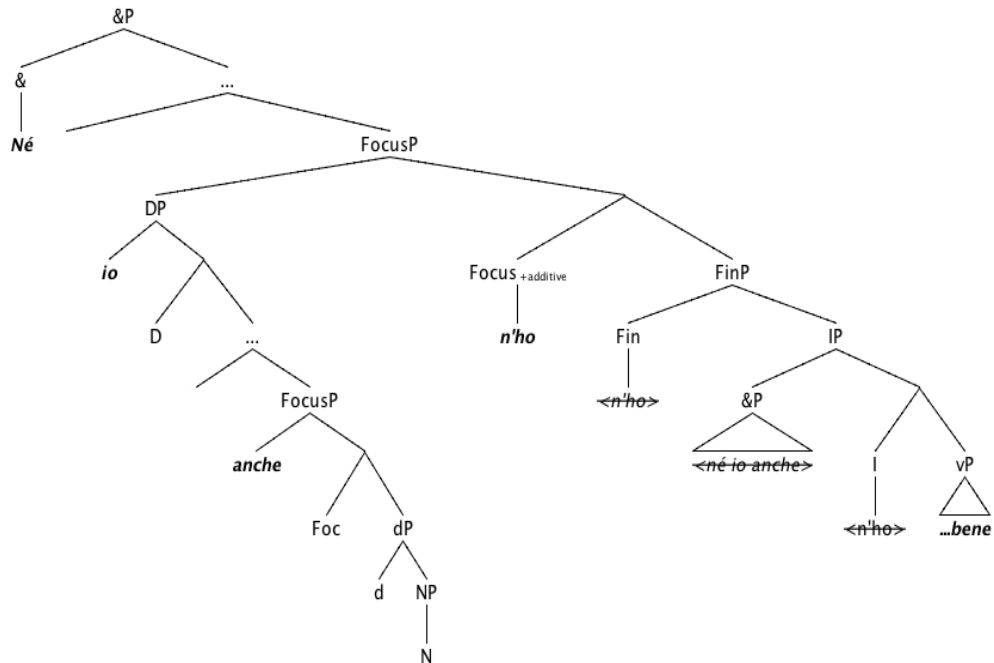 &P
& ...
Né FocusP
DP
io Focus +additive FinP
D ... n'ho Fin IP
FocusP <n'ho> &P
anche <né io anche> I vP
Foc dP <n'ho> ...bene
d NP
N